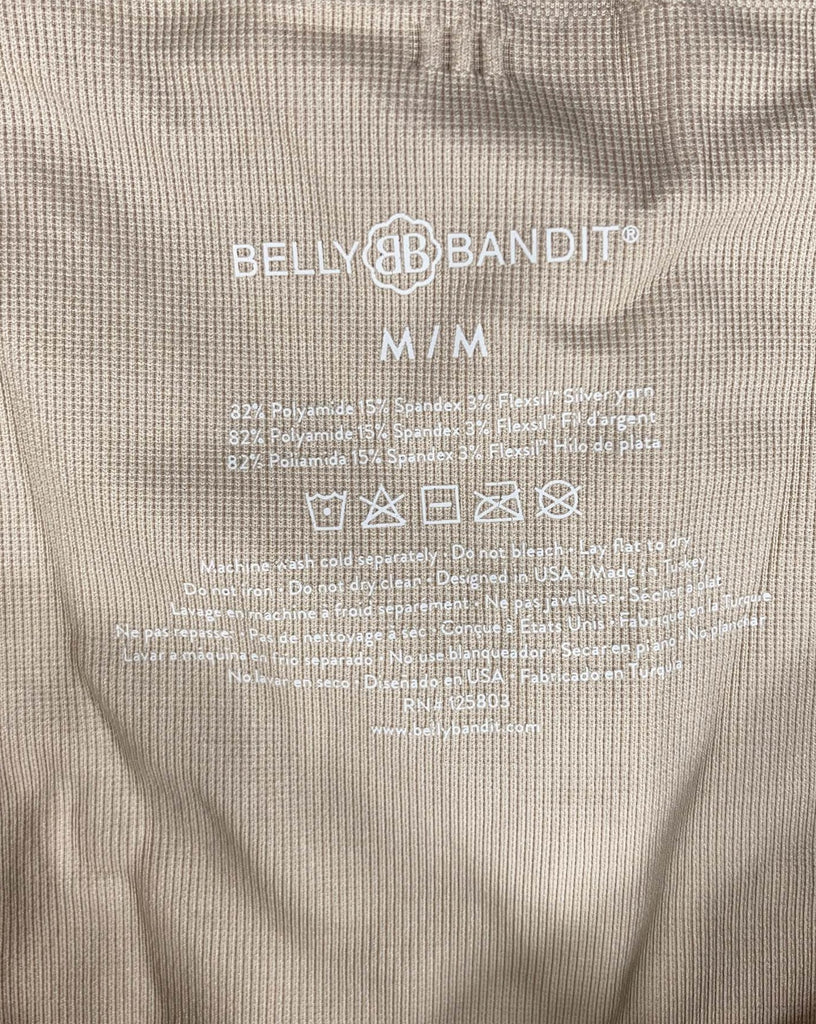 BELLY BB BANDIT®
M / M
82% Polyamide 15% Spandex 3% Flexsil™ Silver yarn
82% Polyamide 15% Spandex 3% Flexsil™ Fil d'argent
82% Poliamida 15% Spandex 3% Flexsil™ Hilo de plata
Machine wash cold separately • Do not bleach • Lay flat to dry
Do not iron • Do not dry clean • Designed in USA • Made in Turkey
Lavage en machine à froid separement • Ne pas javelliser • Secher à plat
Ne pas repasser • Pas de nettoyage a sec • Conçue à Etats Unis • Fabrique en la Turquie
Lavar a maquina en frio separado • No use blanqueador • Secar en plano • No planchar
No lavar en seco • Diseñado en USA • Fabricado en Turquia
RN# 125803
www.bellybandit.com